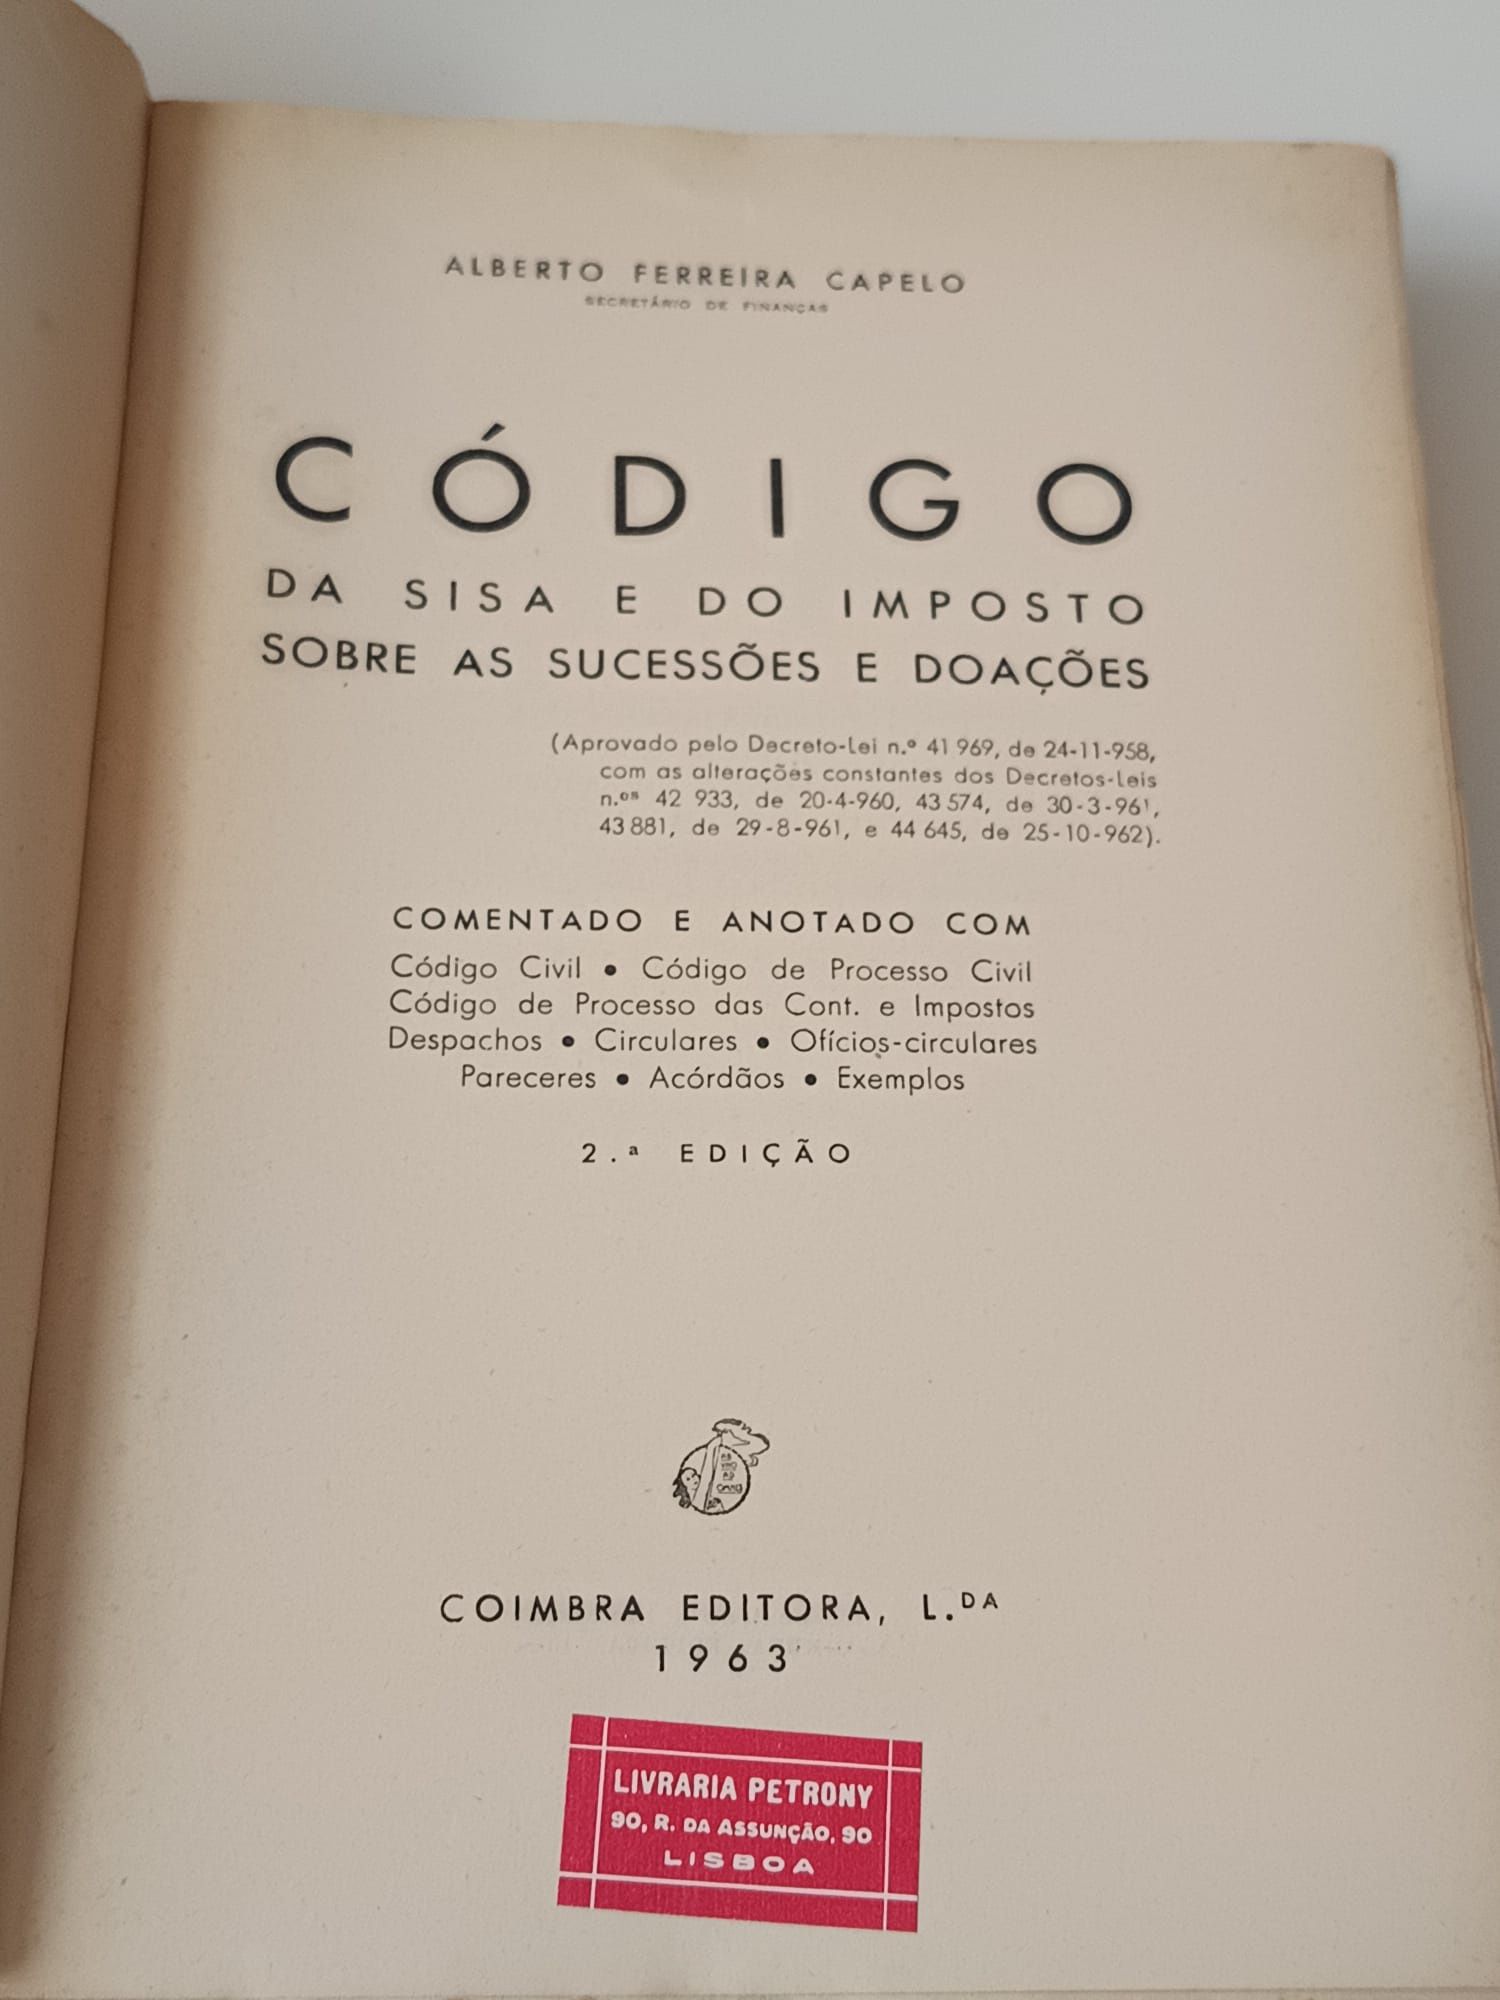 ALBERTO FERREIRA CAPELO
SECRETÁRIO DE FINANÇAS
CÓDIGO
DA SISA E DO IMPOSTO
SOBRE AS SUCESSÕES E DOAÇÕES
(Aprovado pelo Decreto-Lei n.º 41 969, de 24-11-958,
com as alterações constantes dos Decretos-Leis
n.ºˢ 42 933, de 20-4-960, 43 574, de 30-3-961,
43 881, de 29-8-961, e 44 645, de 25-10-962).
COMENTADO E ANOTADO COM
Código Civil • Código de Processo Civil
Código de Processo das Cont. e Impostos
Despachos • Circulares • Ofícios-circulares
Pareceres • Acórdãos • Exemplos
2.ª EDIÇÃO
COIMBRA EDITORA, L.DA
1963
LIVRARIA PETRONY
90, R. DA ASSUNÇÃO, 90
LISBOA